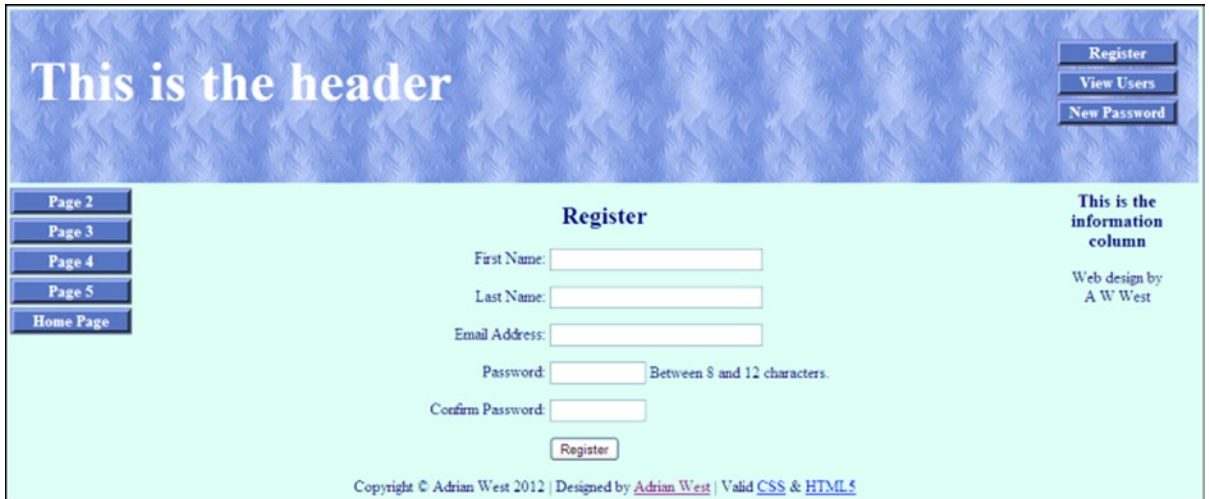 This is the header
Register
View Users
New Password
Page 2
Page 3
Page 4
Page 5
Home Page
Register
First Name:
Last Name:
Email Address:
Password: Between 8 and 12 characters.
Confirm Password:
Register
This is the
information
column
Web design by
A W West
Copyright © Adrian West 2012 | Designed by Adrian West | Valid CSS & HTML5